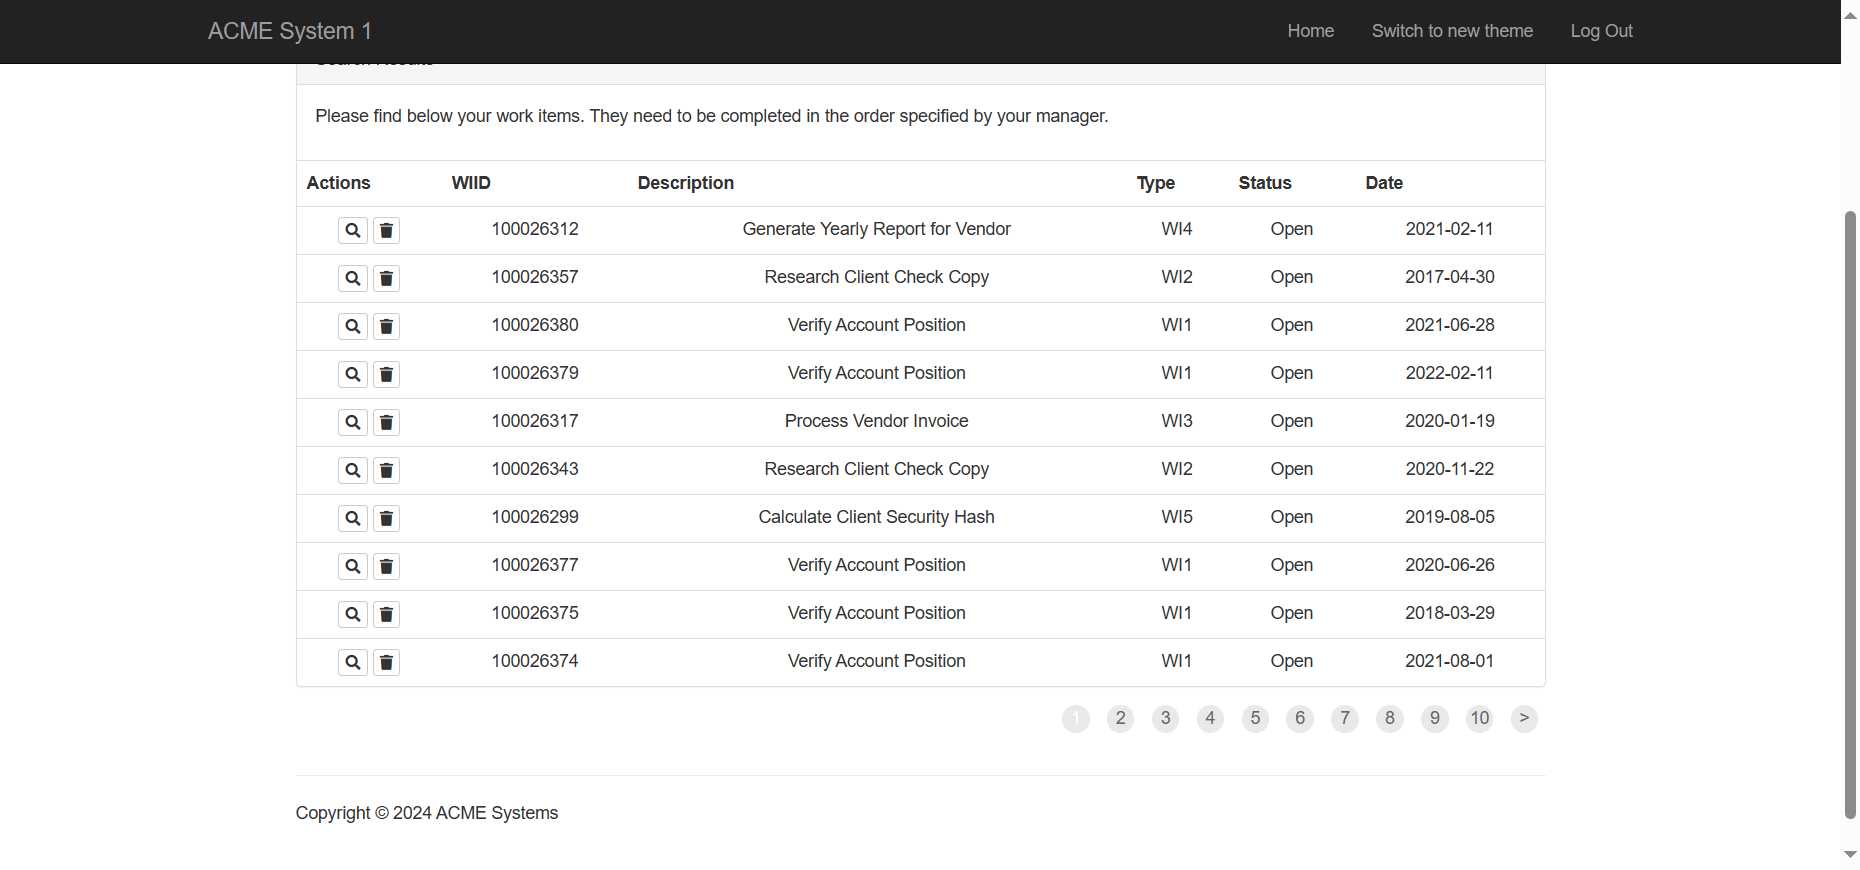 ACME System 1 Home Switch to new theme Log Out
Please find below your work items. They need to be completed in the order specified by your manager.
Actions WIID Description Type Status Date
100026312 Generate Yearly Report for Vendor WI4 Open 2021-02-11
100026357 Research Client Check Copy WI2 Open 2017-04-30
100026380 Verify Account Position WI1 Open 2021-06-28
100026379 Verify Account Position WI1 Open 2022-02-11
100026317 Process Vendor Invoice WI3 Open 2020-01-19
100026343 Research Client Check Copy WI2 Open 2020-11-22
100026299 Calculate Client Security Hash WI5 Open 2019-08-05
100026377 Verify Account Position WI1 Open 2020-06-26
100026375 Verify Account Position WI1 Open 2018-03-29
100026374 Verify Account Position WI1 Open 2021-08-01
1 2 3 4 5 6 7 8 9 10 >
Copyright © 2024 ACME Systems